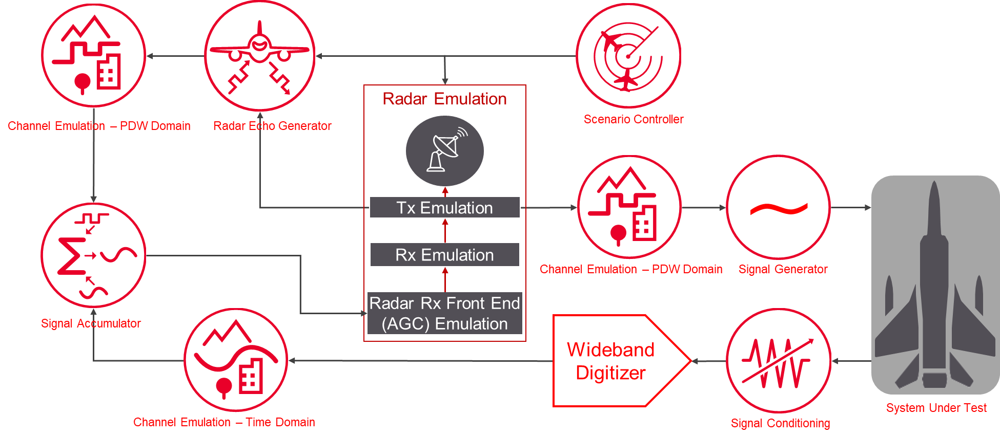 Radar Emulation
Scenario Controller
Channel Emulation – PDW Domain
Radar Echo Generator
Tx Emulation
Rx Emulation
Channel Emulation – PDW Domain
Signal Generator
Radar Rx Front End
(AGC) Emulation
Signal Accumulator
Wideband
Digitizer
System Under Test
Channel Emulation – Time Domain
Signal Conditioning